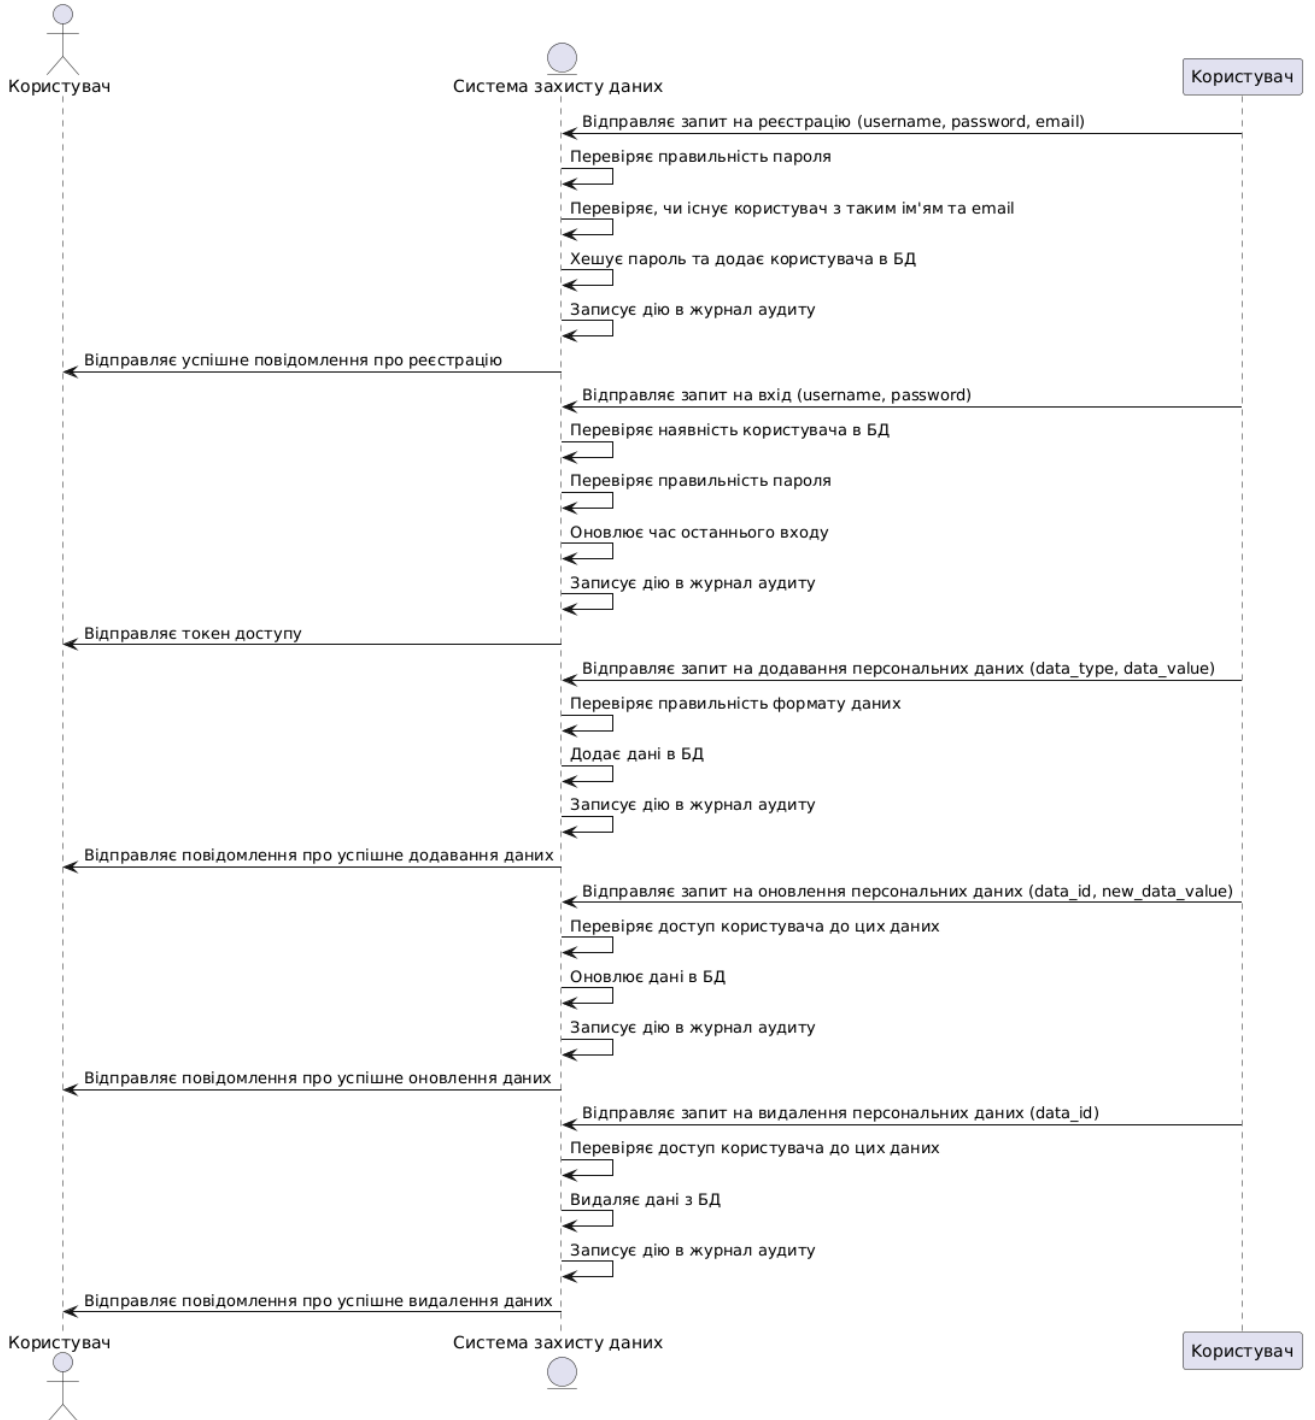 Користувач
Система захисту даних
Користувач
Відправляє запит на реєстрацію (username, password, email)
Перевіряє правильність пароля
Перевіряє, чи існує користувач з таким ім'ям та email
Хешує пароль та додає користувача в БД
Записує дію в журнал аудиту
Відправляє успішне повідомлення про реєстрацію
Відправляє запит на вхід (username, password)
Перевіряє наявність користувача в БД
Перевіряє правильність пароля
Оновлює час останнього входу
Записує дію в журнал аудиту
Відправляє токен доступу
Відправляє запит на додавання персональних даних (data_type, data_value)
Перевіряє правильність формату даних
Додає дані в БД
Записує дію в журнал аудиту
Відправляє повідомлення про успішне додавання даних
Відправляє запит на оновлення персональних даних (data_id, new_data_value)
Перевіряє доступ користувача до цих даних
Оновлює дані в БД
Записує дію в журнал аудиту
Відправляє повідомлення про успішне оновлення даних
Відправляє запит на видалення персональних даних (data_id)
Перевіряє доступ користувача до цих даних
Видаляє дані з БД
Записує дію в журнал аудиту
Відправляє повідомлення про успішне видалення даних
Користувач
Система захисту даних
Користувач